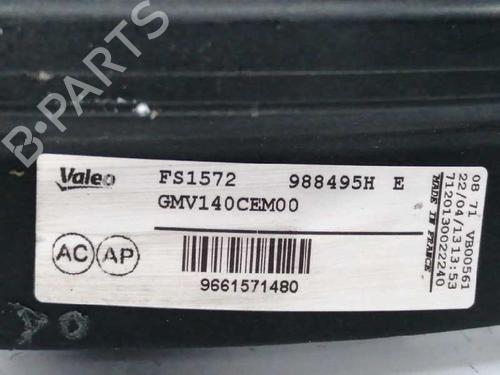 B-PARTS
Valeo FS1572 988495H E
GMV140CEM00
AC AP
9661571480
08 71 VB00561
22/04/13 13:53
7120130022240
MADE IN FRANCE